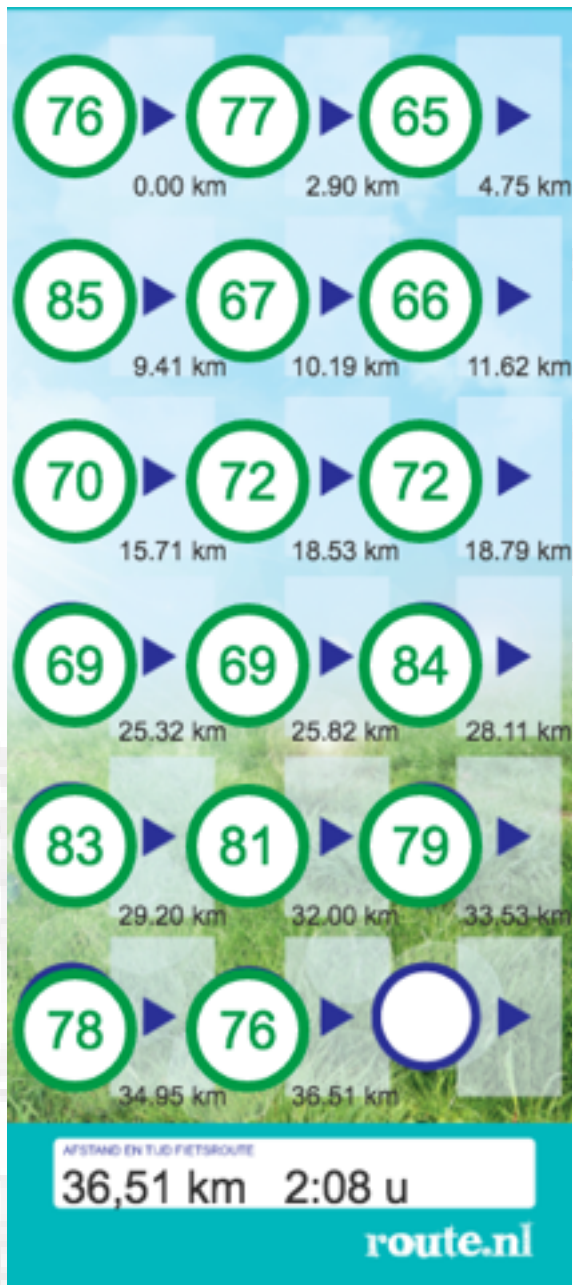 76 77 65
0.00 km 2.90 km 4.75 km
85 67 66
9.41 km 10.19 km 11.62 km
70 72 72
15.71 km 18.53 km 18.79 km
69 69 84
25.32 km 25.82 km 28.11 km
83 81 79
29.20 km 32.00 km 33.53 km
78 76
34.95 km 36.51 km
AFSTAND EN TIJD FIETSROUTE
36,51 km 2:08 u
route.nl